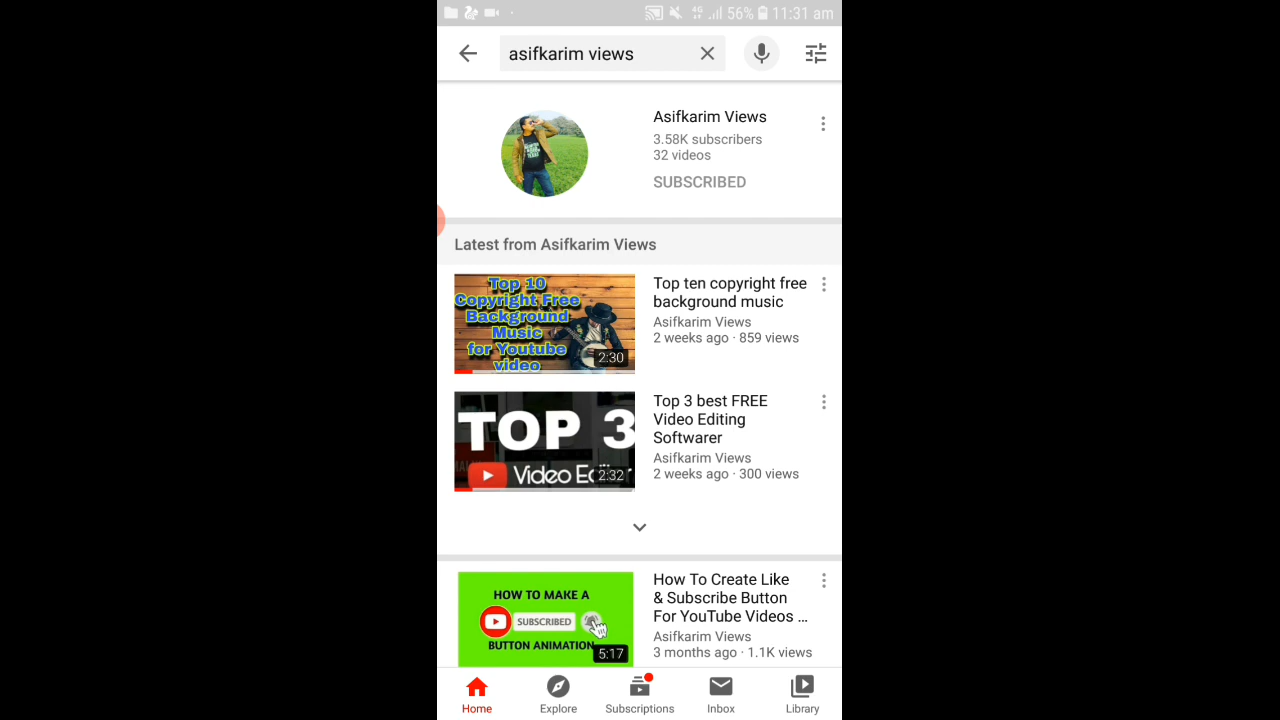 4G 56% 11:31 am
asifkarim views
Asifkarim Views
3.58K subscribers
32 videos
SUBSCRIBED
Latest from Asifkarim Views
Top 10
Copyright Free
Background
Music
for Youtube
video
2:30
Top ten copyright free
background music
Asifkarim Views
2 weeks ago · 859 views
TOP 3
Video Ed
2:32
Top 3 best FREE
Video Editing
Softwarer
Asifkarim Views
2 weeks ago · 300 views
HOW TO MAKE A
SUBSCRIBED
BUTTON ANIMATION
5:17
How To Create Like
& Subscribe Button
For YouTube Videos ...
Asifkarim Views
3 months ago · 1.1K views
Home Explore Subscriptions Inbox Library